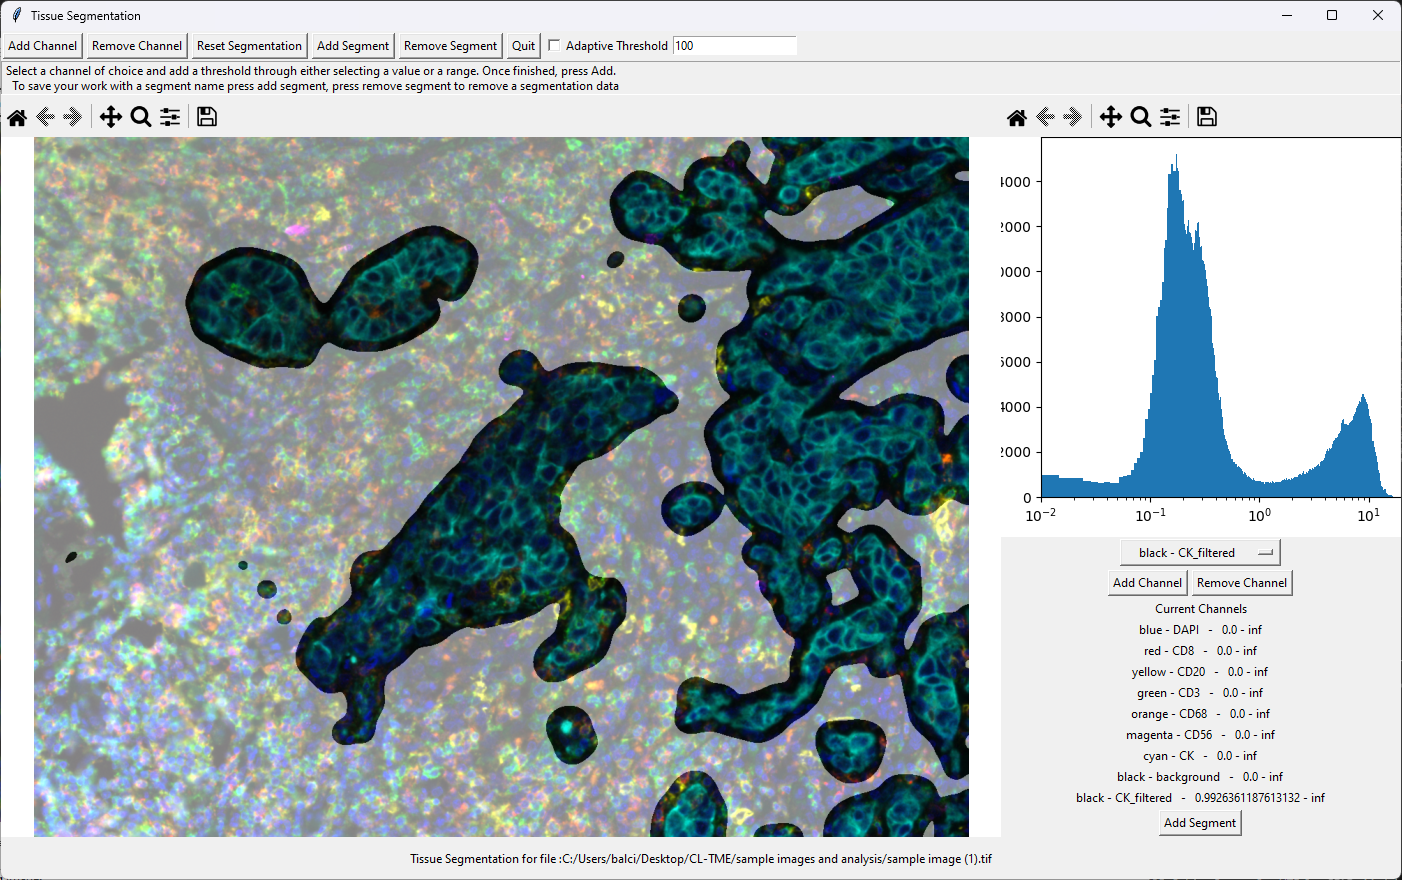 Tissue Segmentation
Add Channel Remove Channel Reset Segmentation Add Segment Remove Segment Quit Adaptive Threshold 100
Select a channel of choice and add a threshold through either selecting a value or a range. Once finished, press Add.
To save your work with a segment name press add segment, press remove segment to remove a segmentation data
4000
2000
0000
8000
6000
4000
2000
0
10⁻² 10⁻¹ 10⁰ 10¹
black - CK_filtered
Add Channel Remove Channel
Current Channels
blue - DAPI - 0.0 - inf
red - CD8 - 0.0 - inf
yellow - CD20 - 0.0 - inf
green - CD3 - 0.0 - inf
orange - CD68 - 0.0 - inf
magenta - CD56 - 0.0 - inf
cyan - CK - 0.0 - inf
black - background - 0.0 - inf
black - CK_filtered - 0.9926361187613132 - inf
Add Segment
Tissue Segmentation for file :C:/Users/balci/Desktop/CL-TME/sample images and analysis/sample image (1).tif